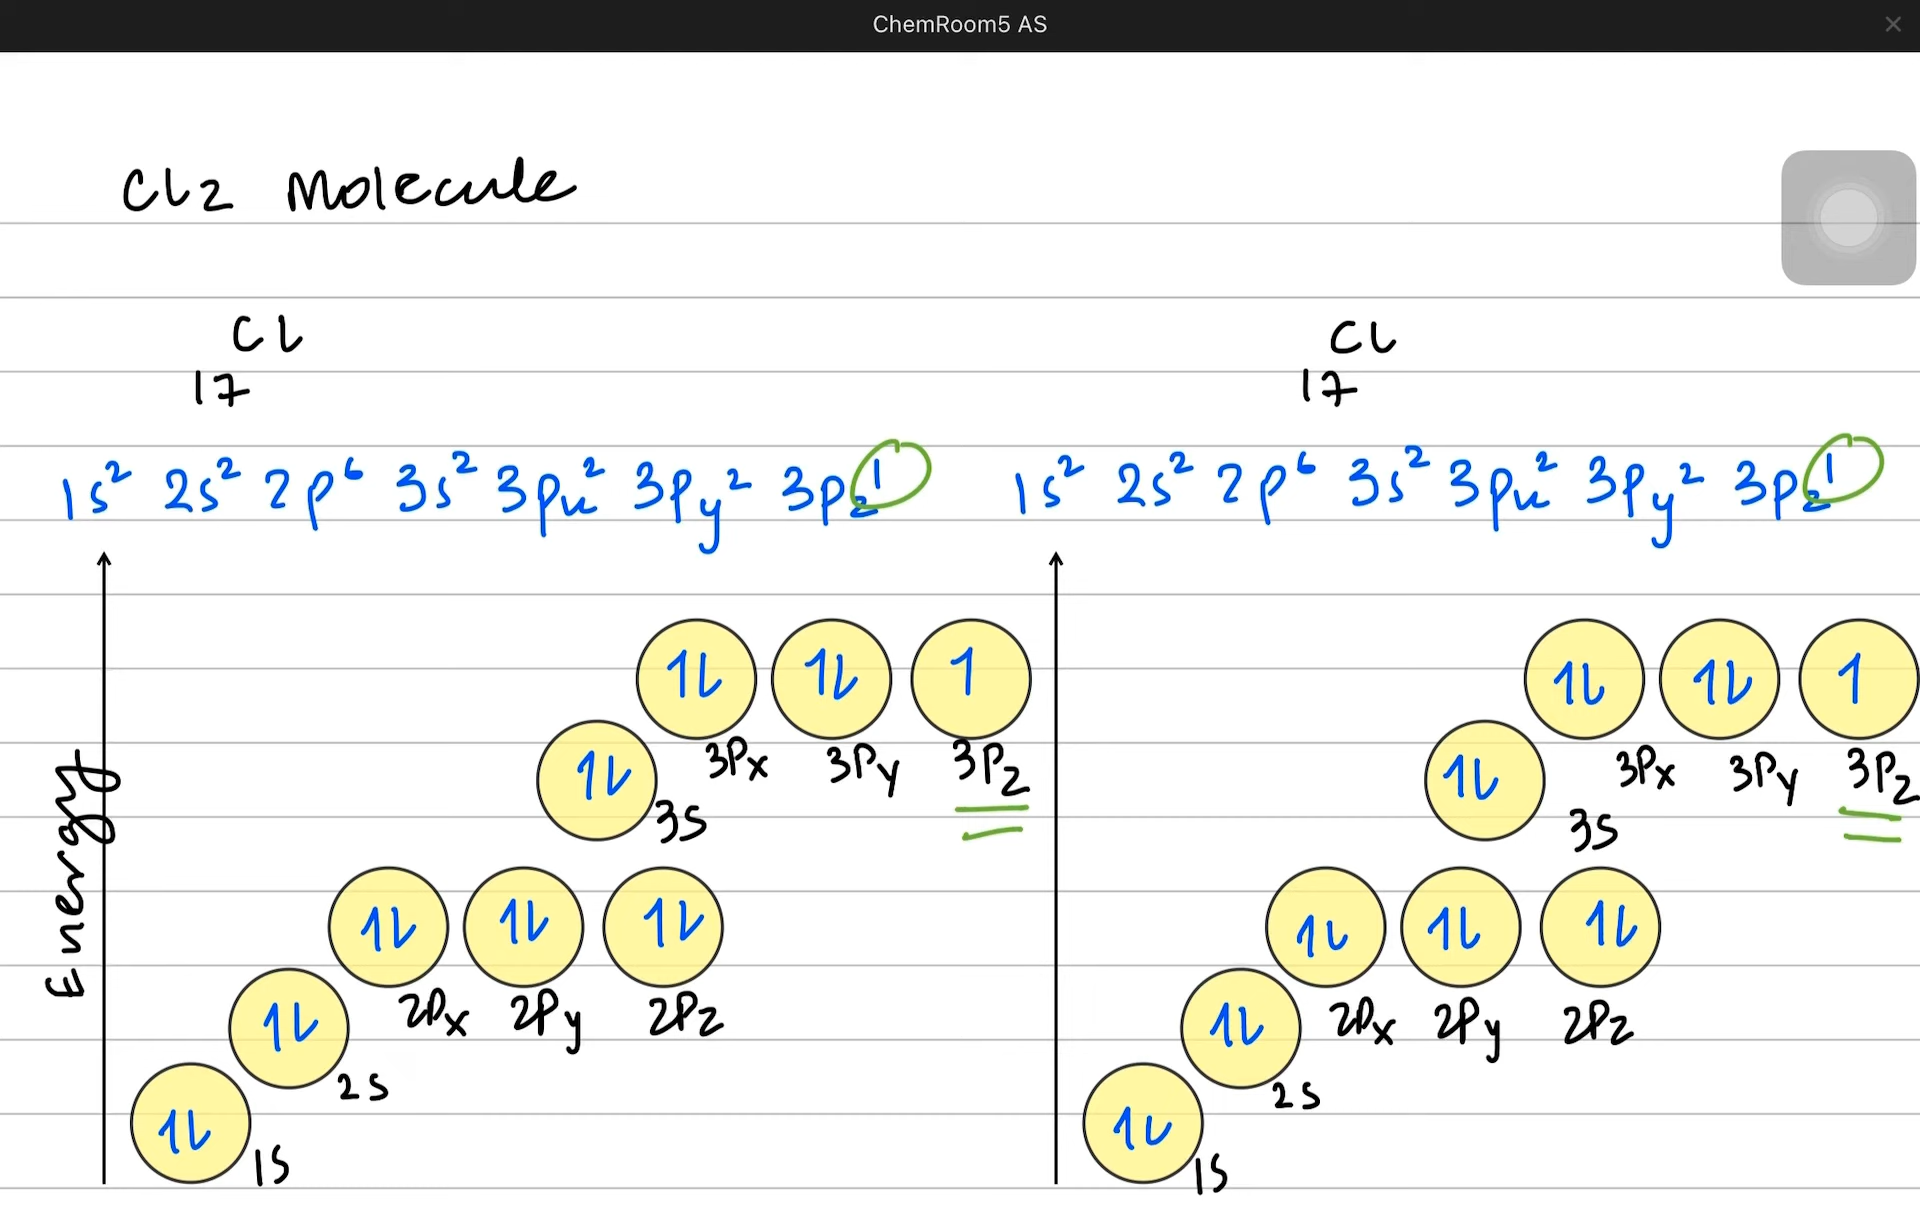 ChemRoom5 AS
Cl2 Molecule
Cl
17
Cl
17
1s² 2s² 2p⁶ 3s² 3px² 3py² 3pz¹
1s² 2s² 2p⁶ 3s² 3px² 3py² 3pz¹
Energy
3Px 3Py 3Pz
3s
2Px 2Py 2Pz
2s
1s
3Px 3Py 3Pz
3s
2Px 2Py 2Pz
2s
1s